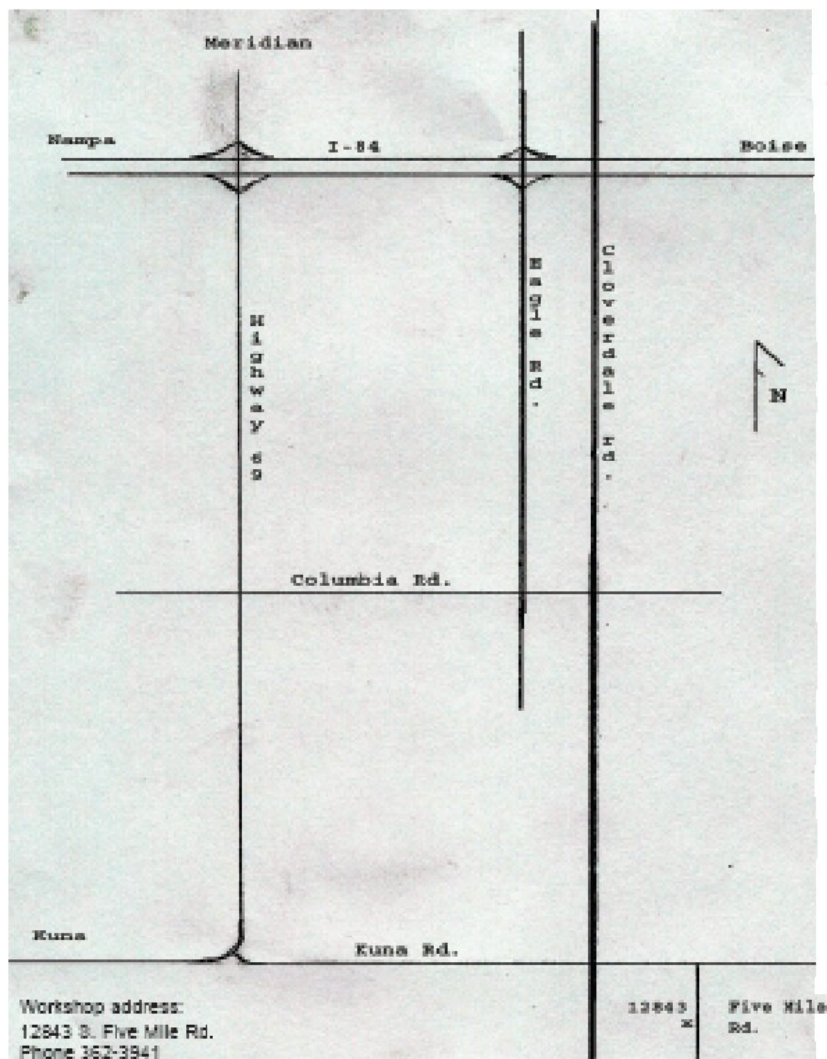 Meridian
Nampa
I-84
Boise
Eagle Rd.
Cloverdale rd.
Highway 69
N
Columbia Rd.
Kuna
Kuna Rd.
Workshop address:
12843 S. Five Mile Rd.
Phone 362-3941
12843
x
Five Mile
Rd.